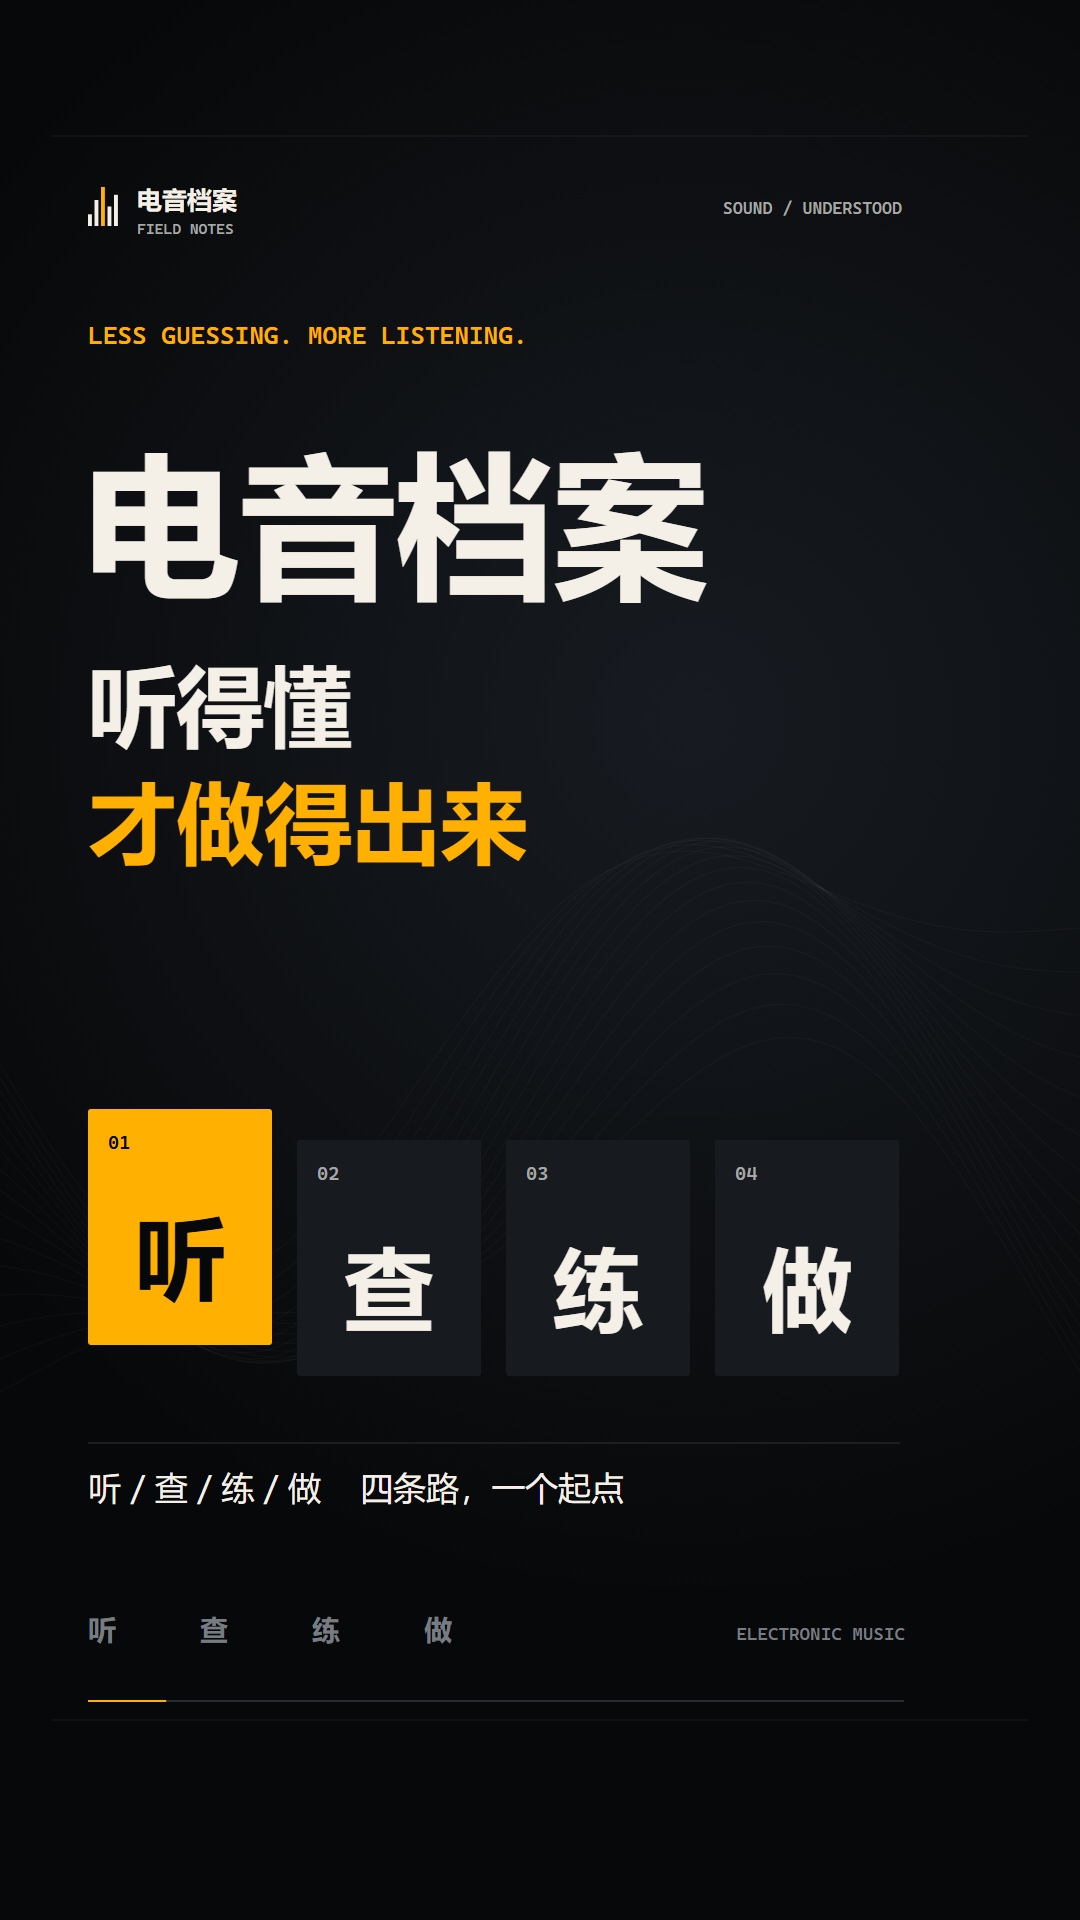 电音档案
FIELD NOTES
SOUND / UNDERSTOOD
LESS GUESSING. MORE LISTENING.
电音档案
听得懂
才做得出来
01
听
02
查
03
练
04
做
听 / 查 / 练 / 做 四条路，一个起点
听 查 练 做
ELECTRONIC MUSIC